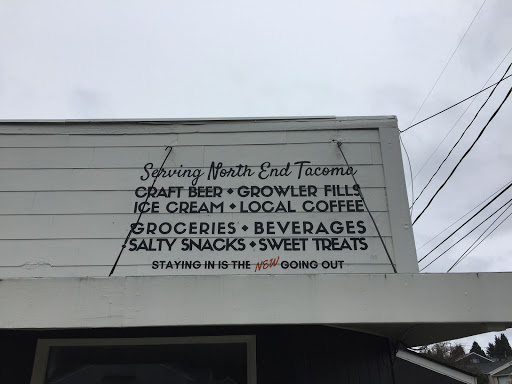 Serving North End Tacoma
CRAFT BEER • GROWLER FILLS
ICE CREAM • LOCAL COFFEE
GROCERIES • BEVERAGES
SALTY SNACKS • SWEET TREATS
STAYING IN IS THE NEW GOING OUT